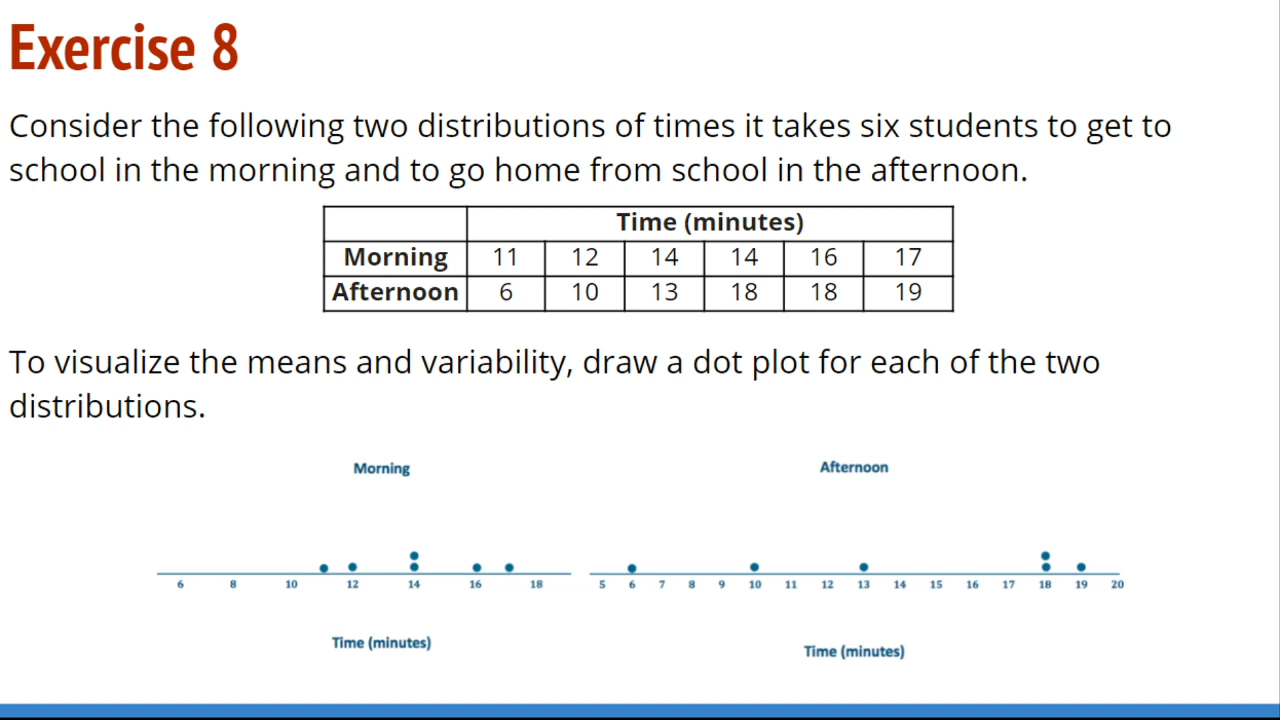 Exercise 8
Consider the following two distributions of times it takes six students to get to
school in the morning and to go home from school in the afternoon.
Time (minutes)
Morning 11 12 14 14 16 17
Afternoon 6 10 13 18 18 19
To visualize the means and variability, draw a dot plot for each of the two
distributions.
Morning
6 8 10 12 14 16 18
Time (minutes)
Afternoon
5 6 7 8 9 10 11 12 13 14 15 16 17 18 19 20
Time (minutes)